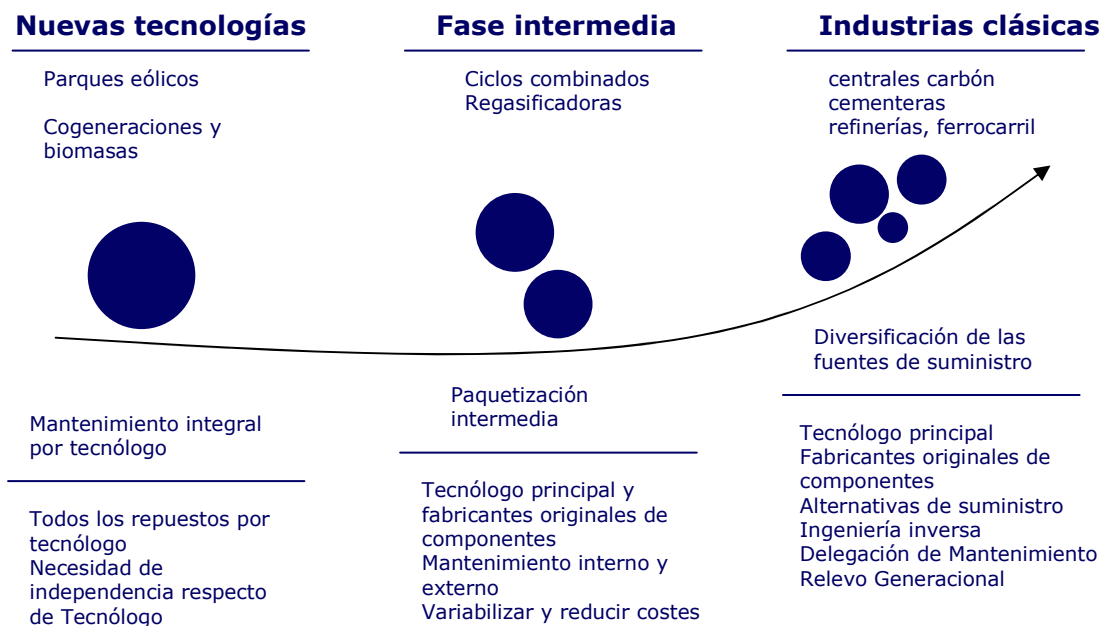 Nuevas tecnologías
Parques eólicos
Cogeneraciones y
biomasas
Mantenimiento integral
por tecnólogo
Todos los repuestos por
tecnólogo
Necesidad de
independencia respecto
de Tecnólogo
Fase intermedia
Ciclos combinados
Regasificadoras
Paquetización
intermedia
Tecnólogo principal y
fabricantes originales de
componentes
Mantenimiento interno y
externo
Variabilizar y reducir costes
Industrias clásicas
centrales carbón
cementeras
refinerías, ferrocarril
Diversificación de las
fuentes de suministro
Tecnólogo principal
Fabricantes originales de
componentes
Alternativas de suministro
Ingeniería inversa
Delegación de Mantenimiento
Relevo Generacional